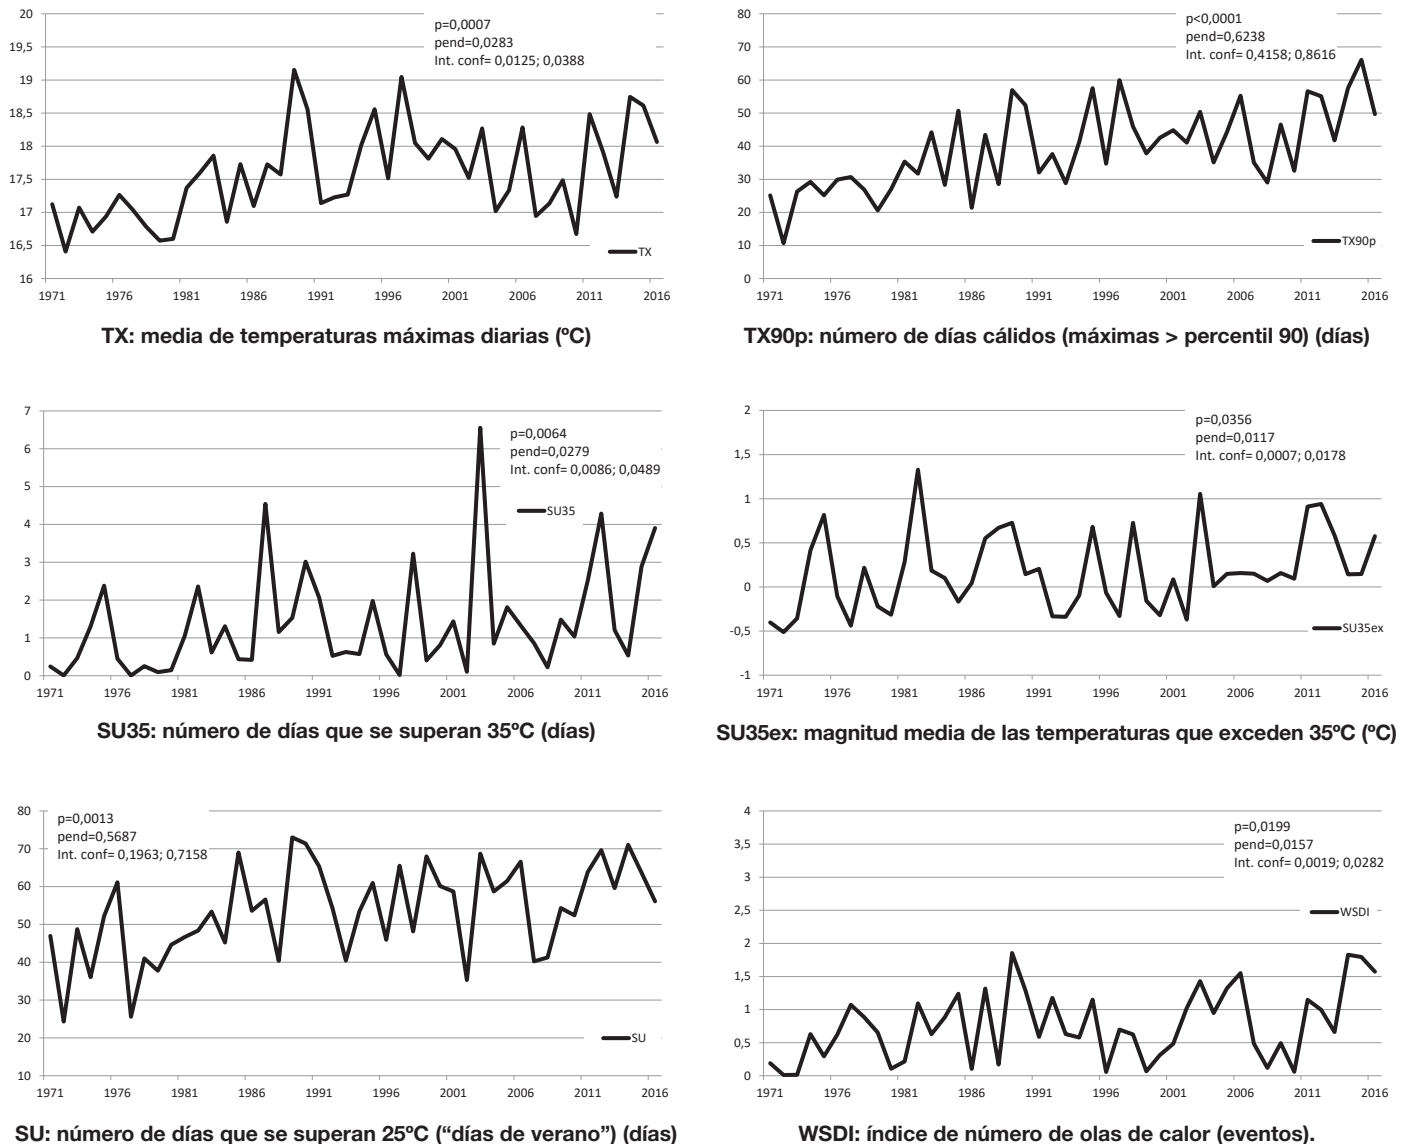 20
19,5
19
18,5
18
17,5
17
16,5
16
p=0,0007
pend=0,0283
Int. conf= 0,0125; 0,0388
TX
1971 1976 1981 1986 1991 1996 2001 2006 2011 2016
TX: media de temperaturas máximas diarias (ºC)
80
70
60
50
40
30
20
10
0
p<0,0001
pend=0,6238
Int. conf= 0,4158; 0,8616
TX90p
1971 1976 1981 1986 1991 1996 2001 2006 2011 2016
TX90p: número de días cálidos (máximas > percentil 90) (días)
7
6
5
4
3
2
1
0
p=0,0064
pend=0,0279
Int. conf= 0,0086; 0,0489
SU35
1971 1976 1981 1986 1991 1996 2001 2006 2011 2016
SU35: número de días que se superan 35ºC (días)
2
1,5
1
0,5
0
-0,5
-1
p=0,0356
pend=0,0117
Int. conf= 0,0007; 0,0178
SU35ex
1971 1976 1981 1986 1991 1996 2001 2006 2011 2016
SU35ex: magnitud media de las temperaturas que exceden 35ºC (ºC)
80
70
60
50
40
30
20
10
p=0,0013
pend=0,5687
Int. conf= 0,1963; 0,7158
SU
1971 1976 1981 1986 1991 1996 2001 2006 2011 2016
SU: número de días que se superan 25ºC (“días de verano”) (días)
4
3,5
3
2,5
2
1,5
1
0,5
0
p=0,0199
pend=0,0157
Int. conf= 0,0019; 0,0282
WSDI
1971 1976 1981 1986 1991 1996 2001 2006 2011 2016
WSDI: índice de número de olas de calor (eventos).